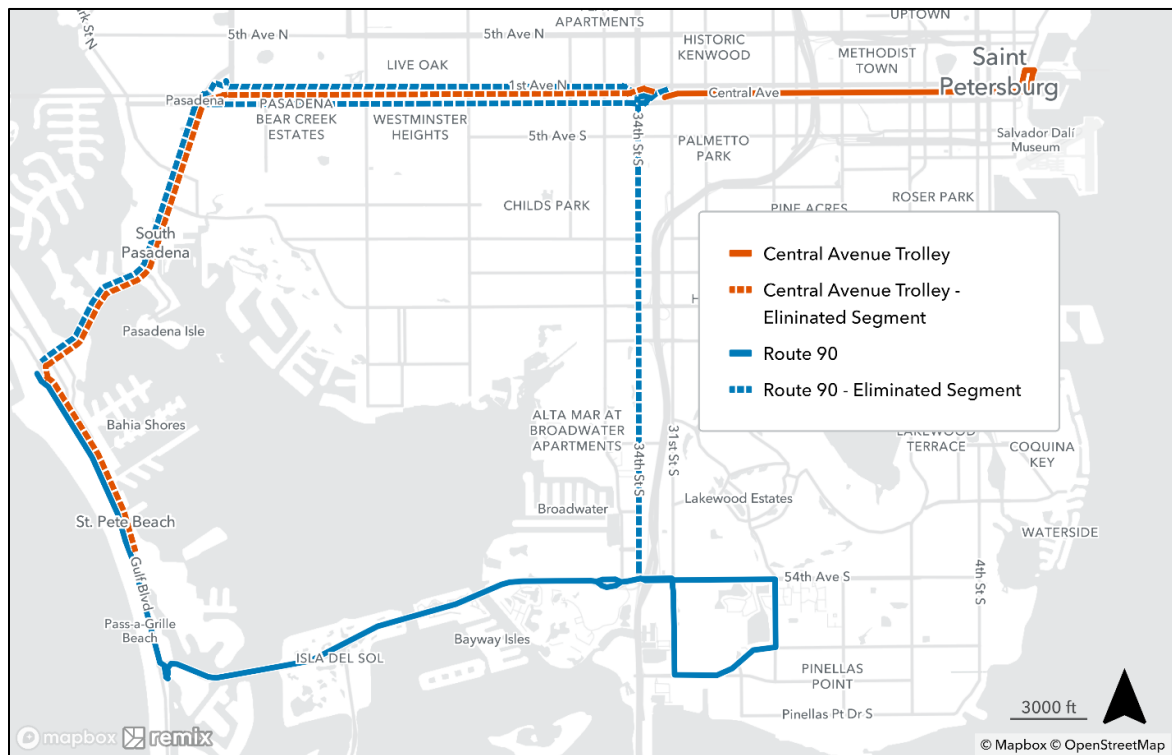 APARTMENTS
UPTOWN
Park St N
5th Ave N
5th Ave N
HISTORIC
KENWOOD
METHODIST
TOWN
Saint
Petersburg
LIVE OAK
1st Ave N
Central Ave
Pasadena
PASADENA
BEAR CREEK
ESTATES
WESTMINSTER
HEIGHTS
34th St S
5th Ave S
PALMETTO
PARK
Salvador Dalí
Museum
CHILDS PARK
PINE ACRES
ROSER PARK
South
Pasadena
Central Avenue Trolley
Central Avenue Trolley -
Elininated Segment
Route 90
Route 90 - Eliminated Segment
Pasadena Isle
Bahia Shores
ALTA MAR AT
BROADWATER
APARTMENTS
34th St S
31st St S
LAKEWOOD
TERRACE
COQUINA
KEY
Lakewood Estates
Broadwater
St. Pete Beach
WATERSIDE
Gulf Blvd
54th Ave S
4th St S
Pass-a-Grille
Beach
Bayway Isles
ISLA DEL SOL
PINELLAS
POINT
Pinellas Pt Dr S
3000 ft
mapbox remix
© Mapbox © OpenStreetMap